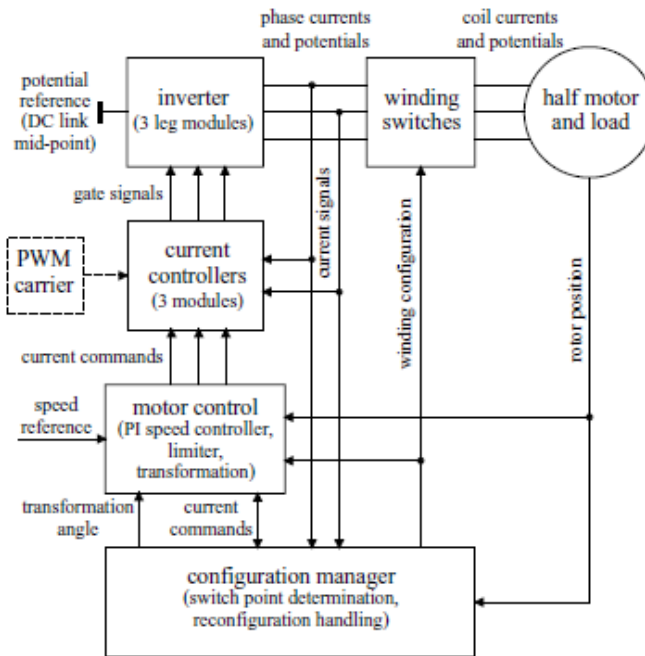 phase currents
and potentials
coil currents
and potentials
potential
reference
(DC link
mid-point)
inverter
(3 leg modules)
winding
switches
half motor
and load
gate signals
current signals
winding configuration
rotor position
PWM
carrier
current
controllers
(3 modules)
current commands
speed
reference
motor control
(PI speed controller,
limiter,
transformation)
transformation
angle
current
commands
configuration manager
(switch point determination,
reconfiguration handling)